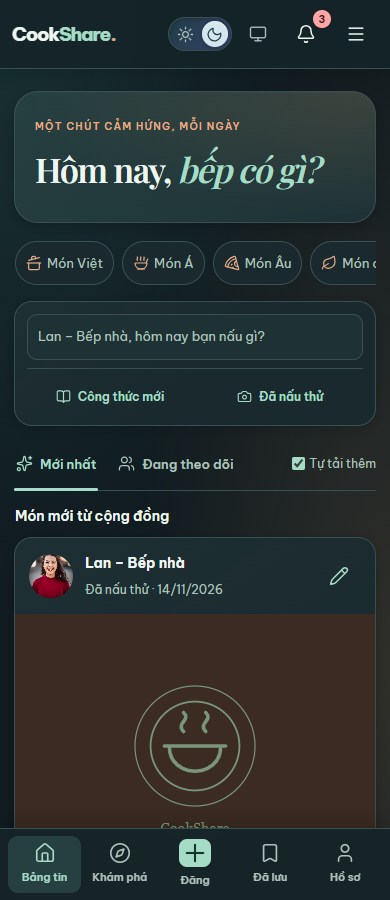 CookShare.
3
MỘT CHÚT CẢM HỨNG, MỖI NGÀY
Hôm nay, bếp có gì?
Món Việt
Món Á
Món Âu
Món c
Lan – Bếp nhà, hôm nay bạn nấu gì?
Công thức mới
Đã nấu thử
Mới nhất
Đang theo dõi
Tự tải thêm
Món mới từ cộng đồng
Lan – Bếp nhà
Đã nấu thử · 14/11/2026
CookShare
Bảng tin
Khám phá
Đăng
Đã lưu
Hồ sơ